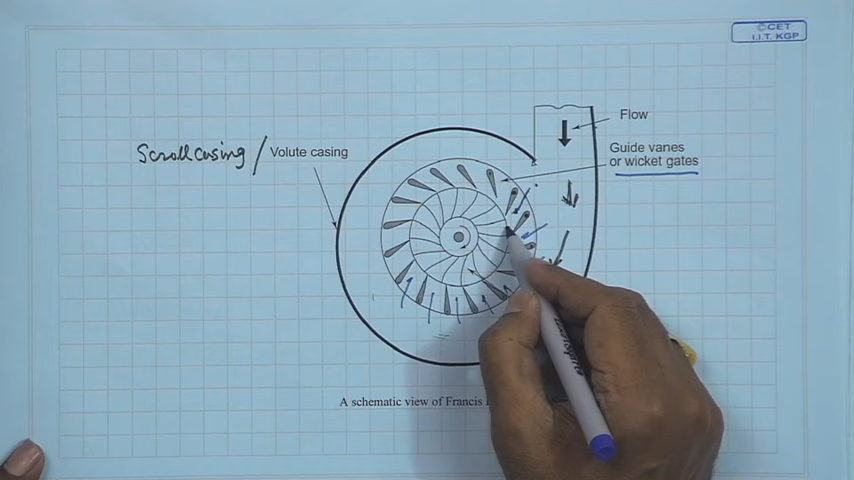 ©CET
I.I.T. KGP
Flow
Guide vanes
or wicket gates
Scroll casing / Volute casing
A schematic view of Francis